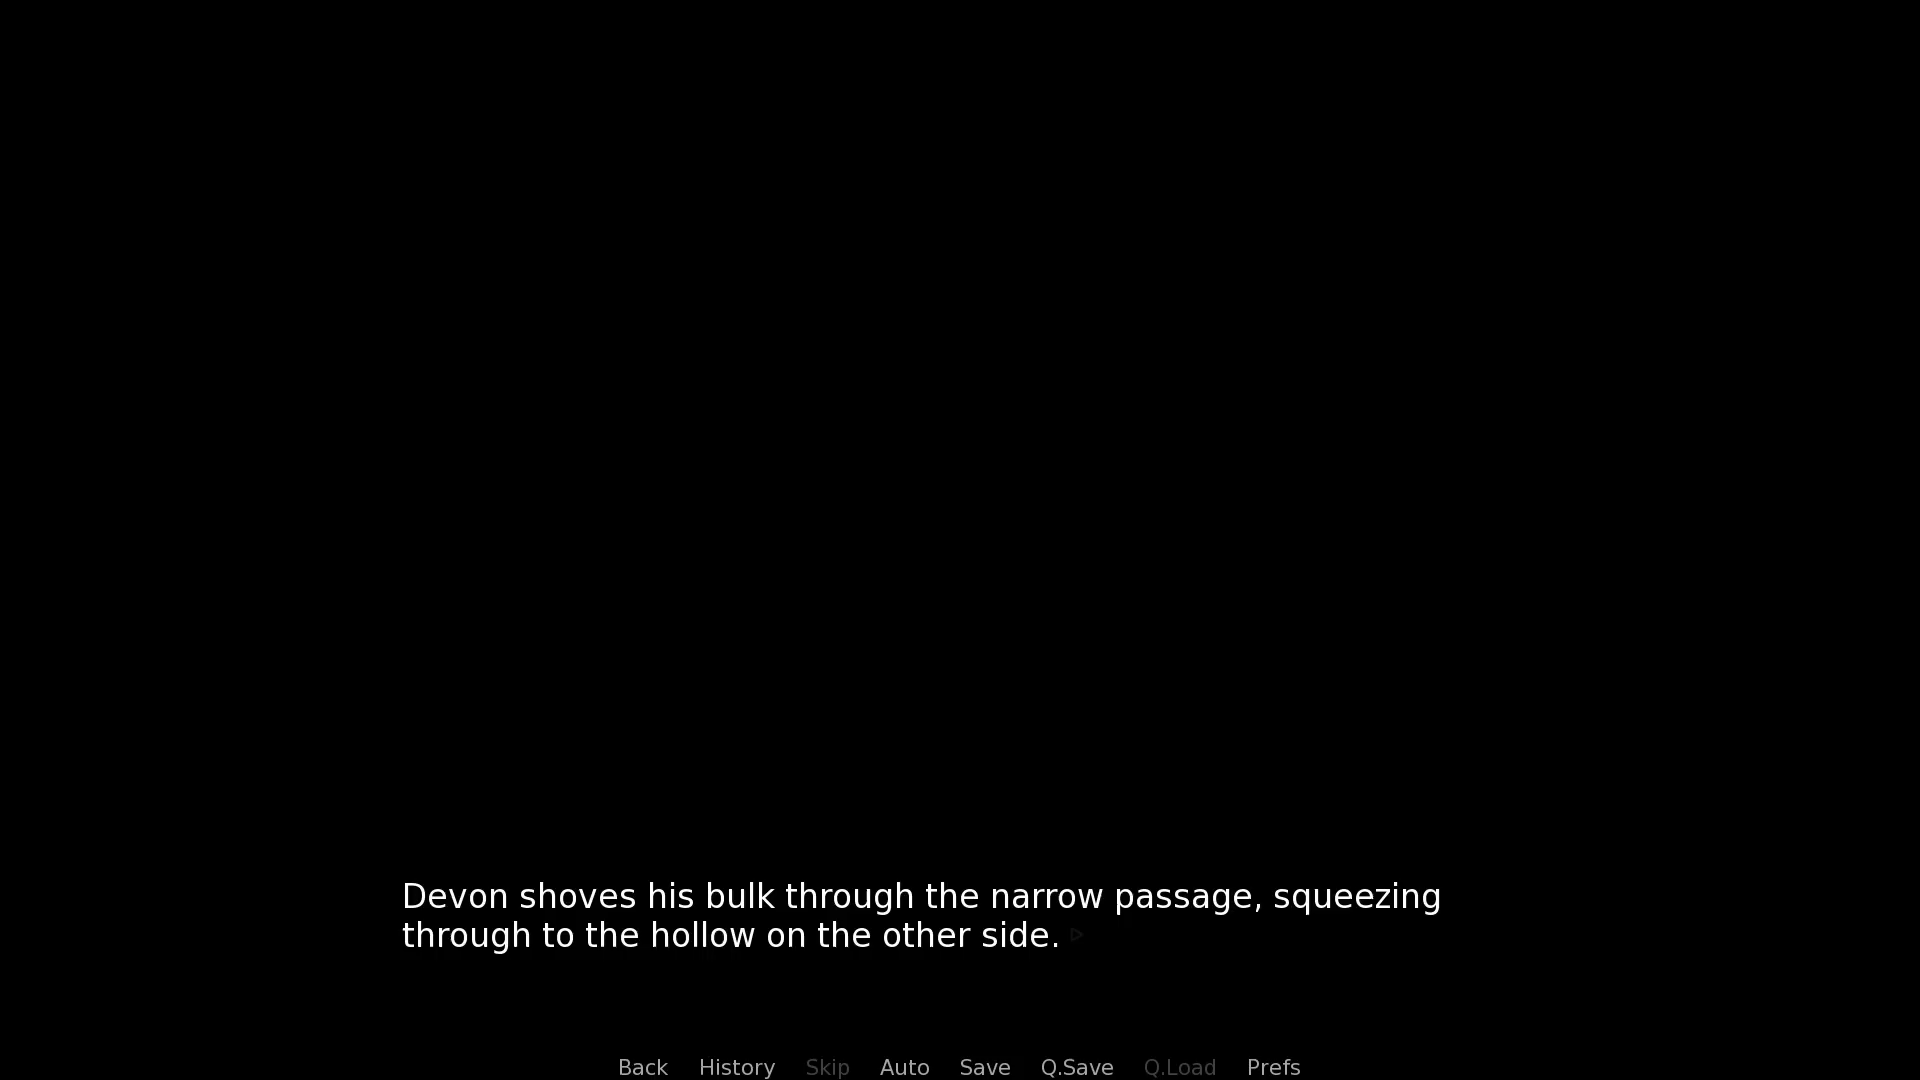 Devon shoves his bulk through the narrow passage, squeezing
through to the hollow on the other side.
Back History Skip Auto Save Q.Save Q.Load Prefs